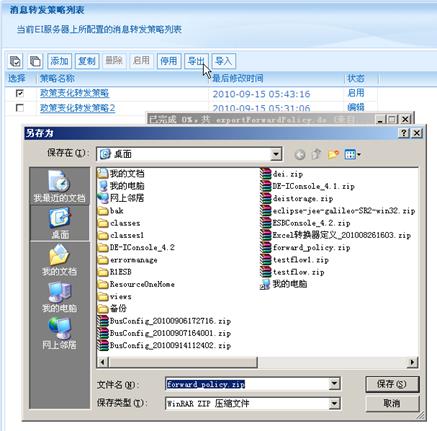 消息转发策略列表
当前EI服务器上所配置的消息转发策略列表
添加 复制 删除 启用 停用 导出 导入
选择 策略名称 最后修改时间 状态
政策变化转发策略 2010-09-15 05:43:16 启用
政策变化转发策略2 2010-09-15 05:31:06 编辑
已完成 0%，共 exportForwardPolicy.do (来自
另存为
保存在(I): 桌面
我最近的文档
桌面
我的文档
我的电脑
网上邻居
我的文档
我的电脑
网上邻居
bak
classes
classes1
DE-IConsole_4.2
errormanage
R1ESB
ResourceOneHome
views
备份
BusConfig_20100906172716.zip
BusConfig_20100907164001.zip
BusConfig_20100914112402.zip
dei.zip
DE-IConsole_4.1.zip
deistorage.zip
eclipse-jee-galileo-SR2-win32.zip
ESBConsole_4.2.zip
Excel转换器定义_201008261603.zip
forward_policy.zip
testflow1.zip
testflow.zip
我的电脑
文件名(N): forward_policy.zip 保存(S)
保存类型(T): WinRAR ZIP 压缩文件 取消